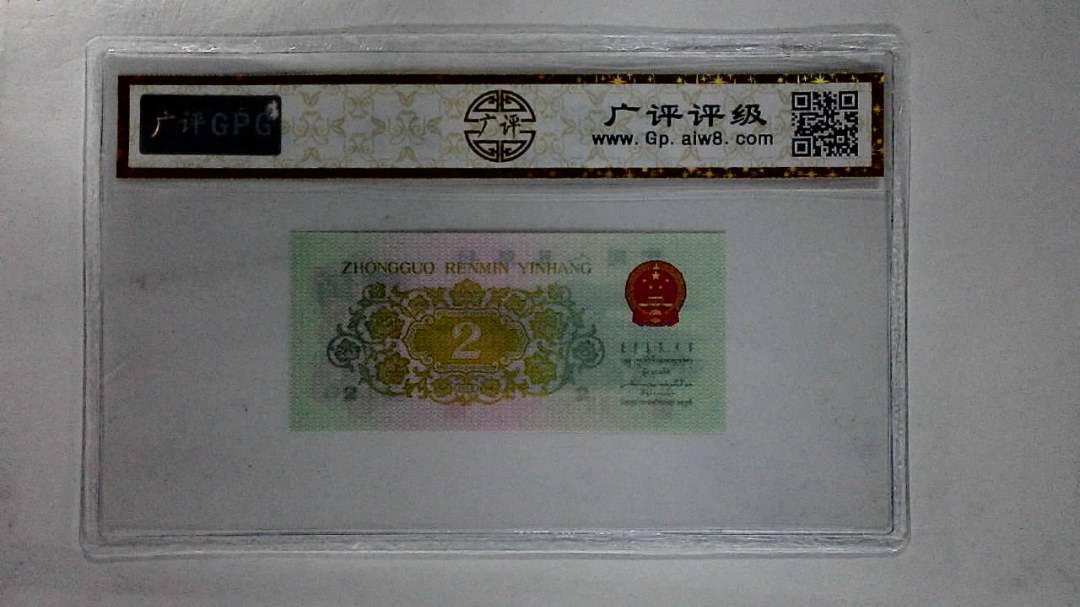 广评GPG
广评
广评评级
www. Gp. aiw8. com
ZHONGGUO RENMIN YINHANG
2
2
2